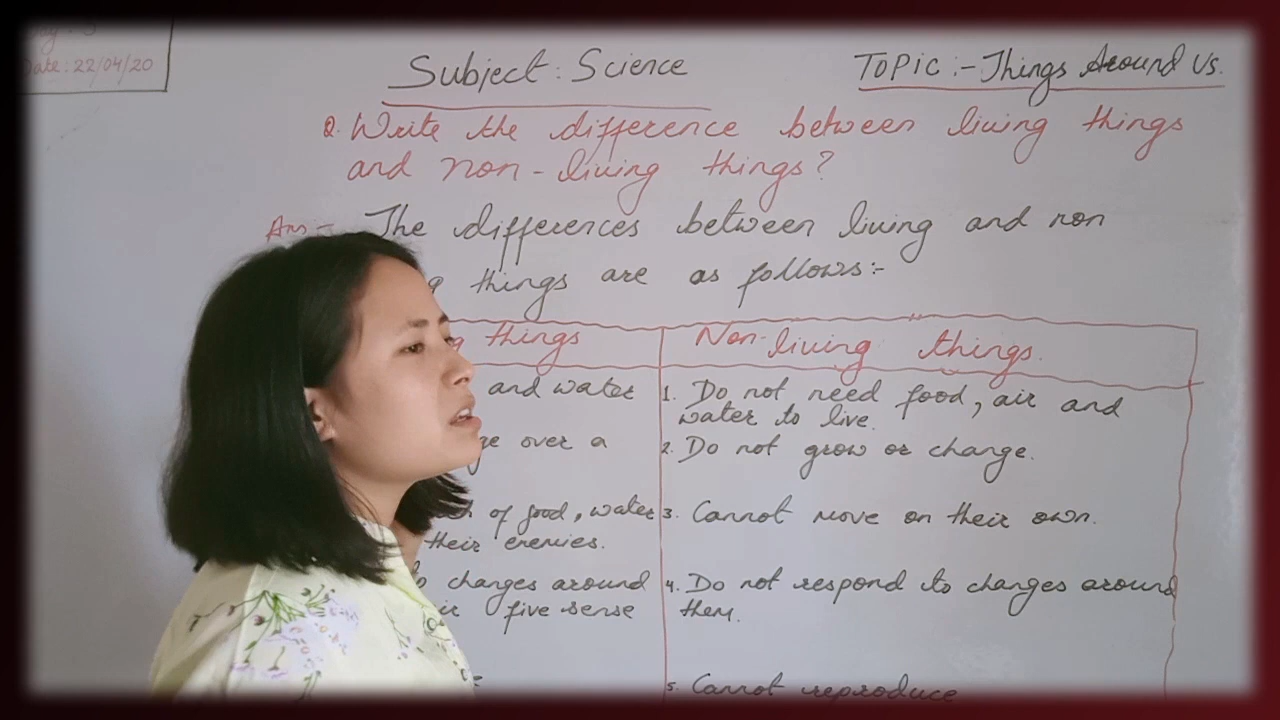 Date: 22/04/20
Subject: Science
TOPIC :- Things Around Us.
Q. Write the difference between living things
and non-living things?
Ans :- The differences between living and non
things are as follows:-
things
Non-living things.
and water
1. Do not need food, air and
water to live.
over a
2. Do not grow or change.
of food, water
their enemies.
3. Cannot move on their own.
changes around
five sense
4. Do not respond to changes around
them.
5. Cannot reproduce